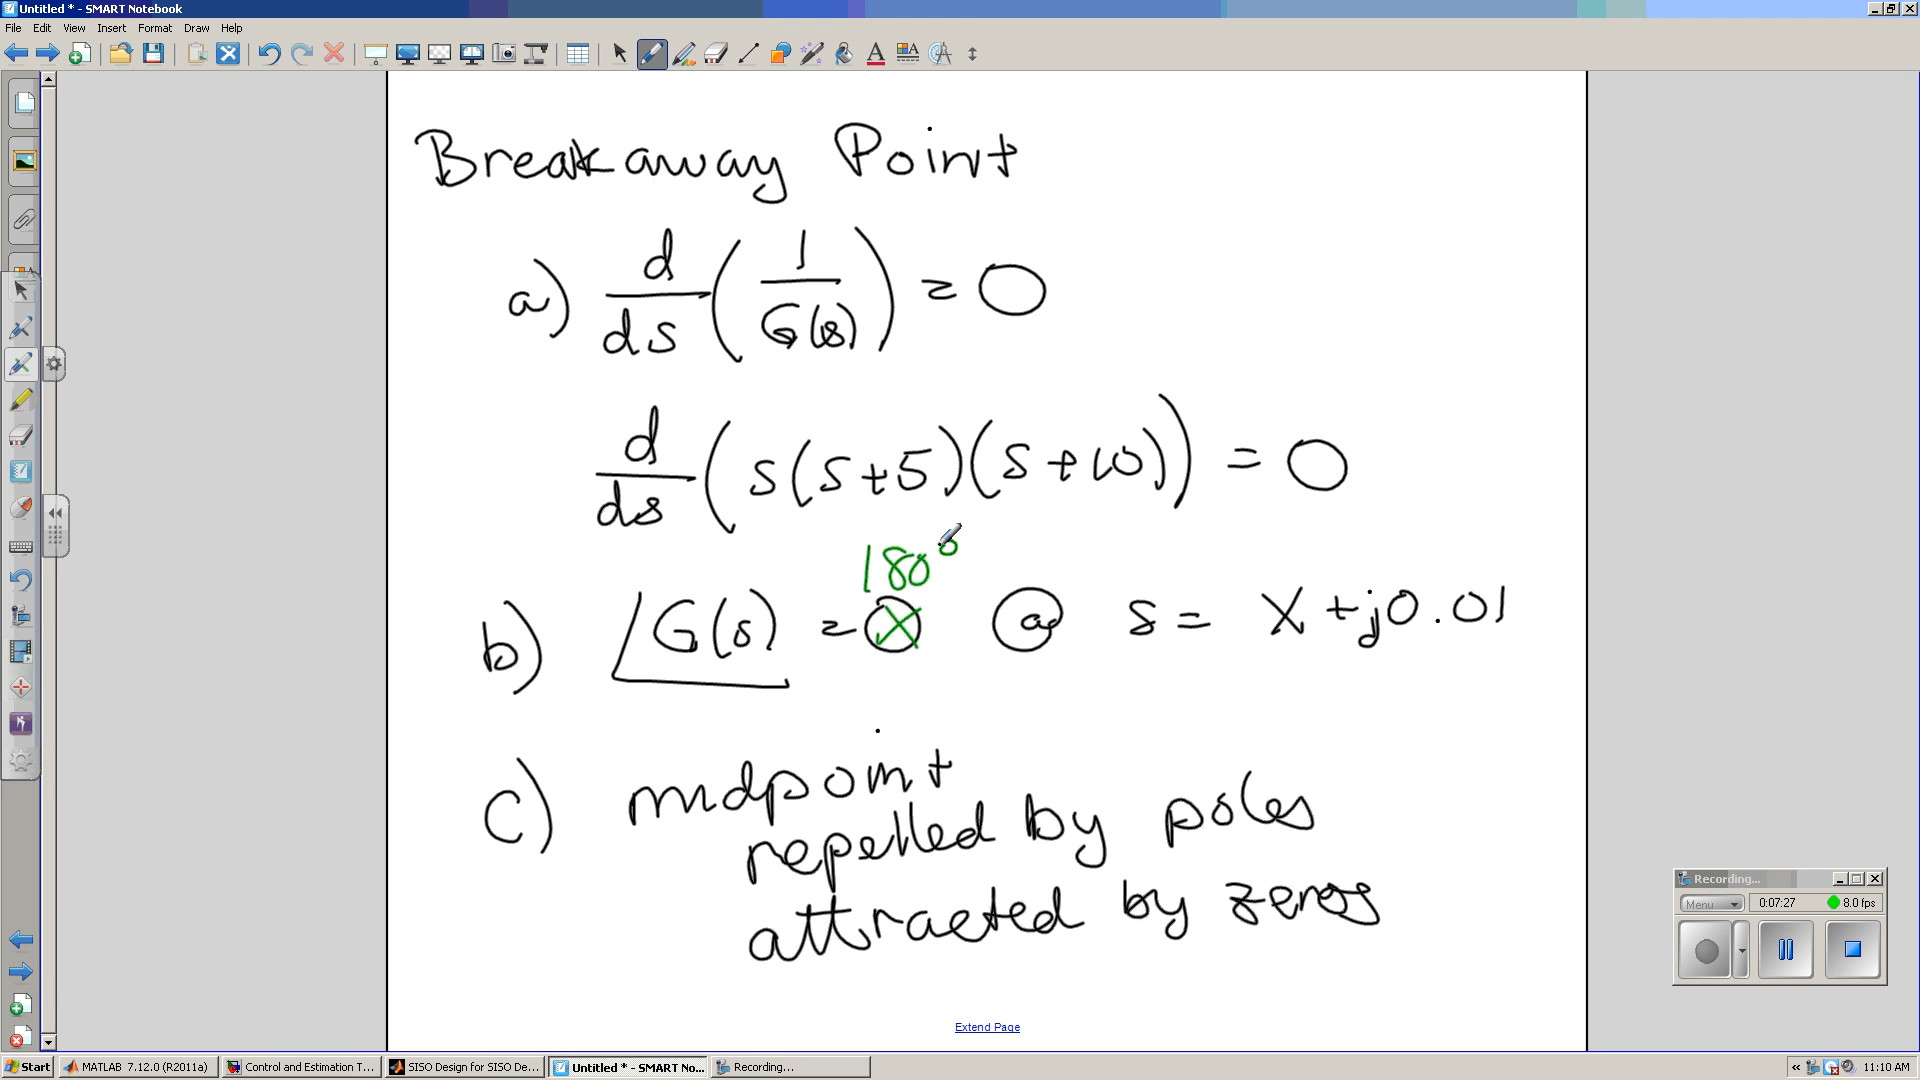 Untitled * - SMART Notebook
File Edit View Insert Format Draw Help
Breakaway Point
a) d/ds (1/G(s)) = 0
d/ds (s(s+5)(s+10)) = 0
180°
b) ∠G(s) = 0 @ s = X + j0.01
c) midpoint
repelled by poles
attracted by zeros
Extend Page
Recording...
Menu 0:07:27 8.0 fps
Start MATLAB 7.12.0 (R2011a) Control and Estimation T... SISO Design for SISO De... Untitled * - SMART No... Recording... 11:10 AM